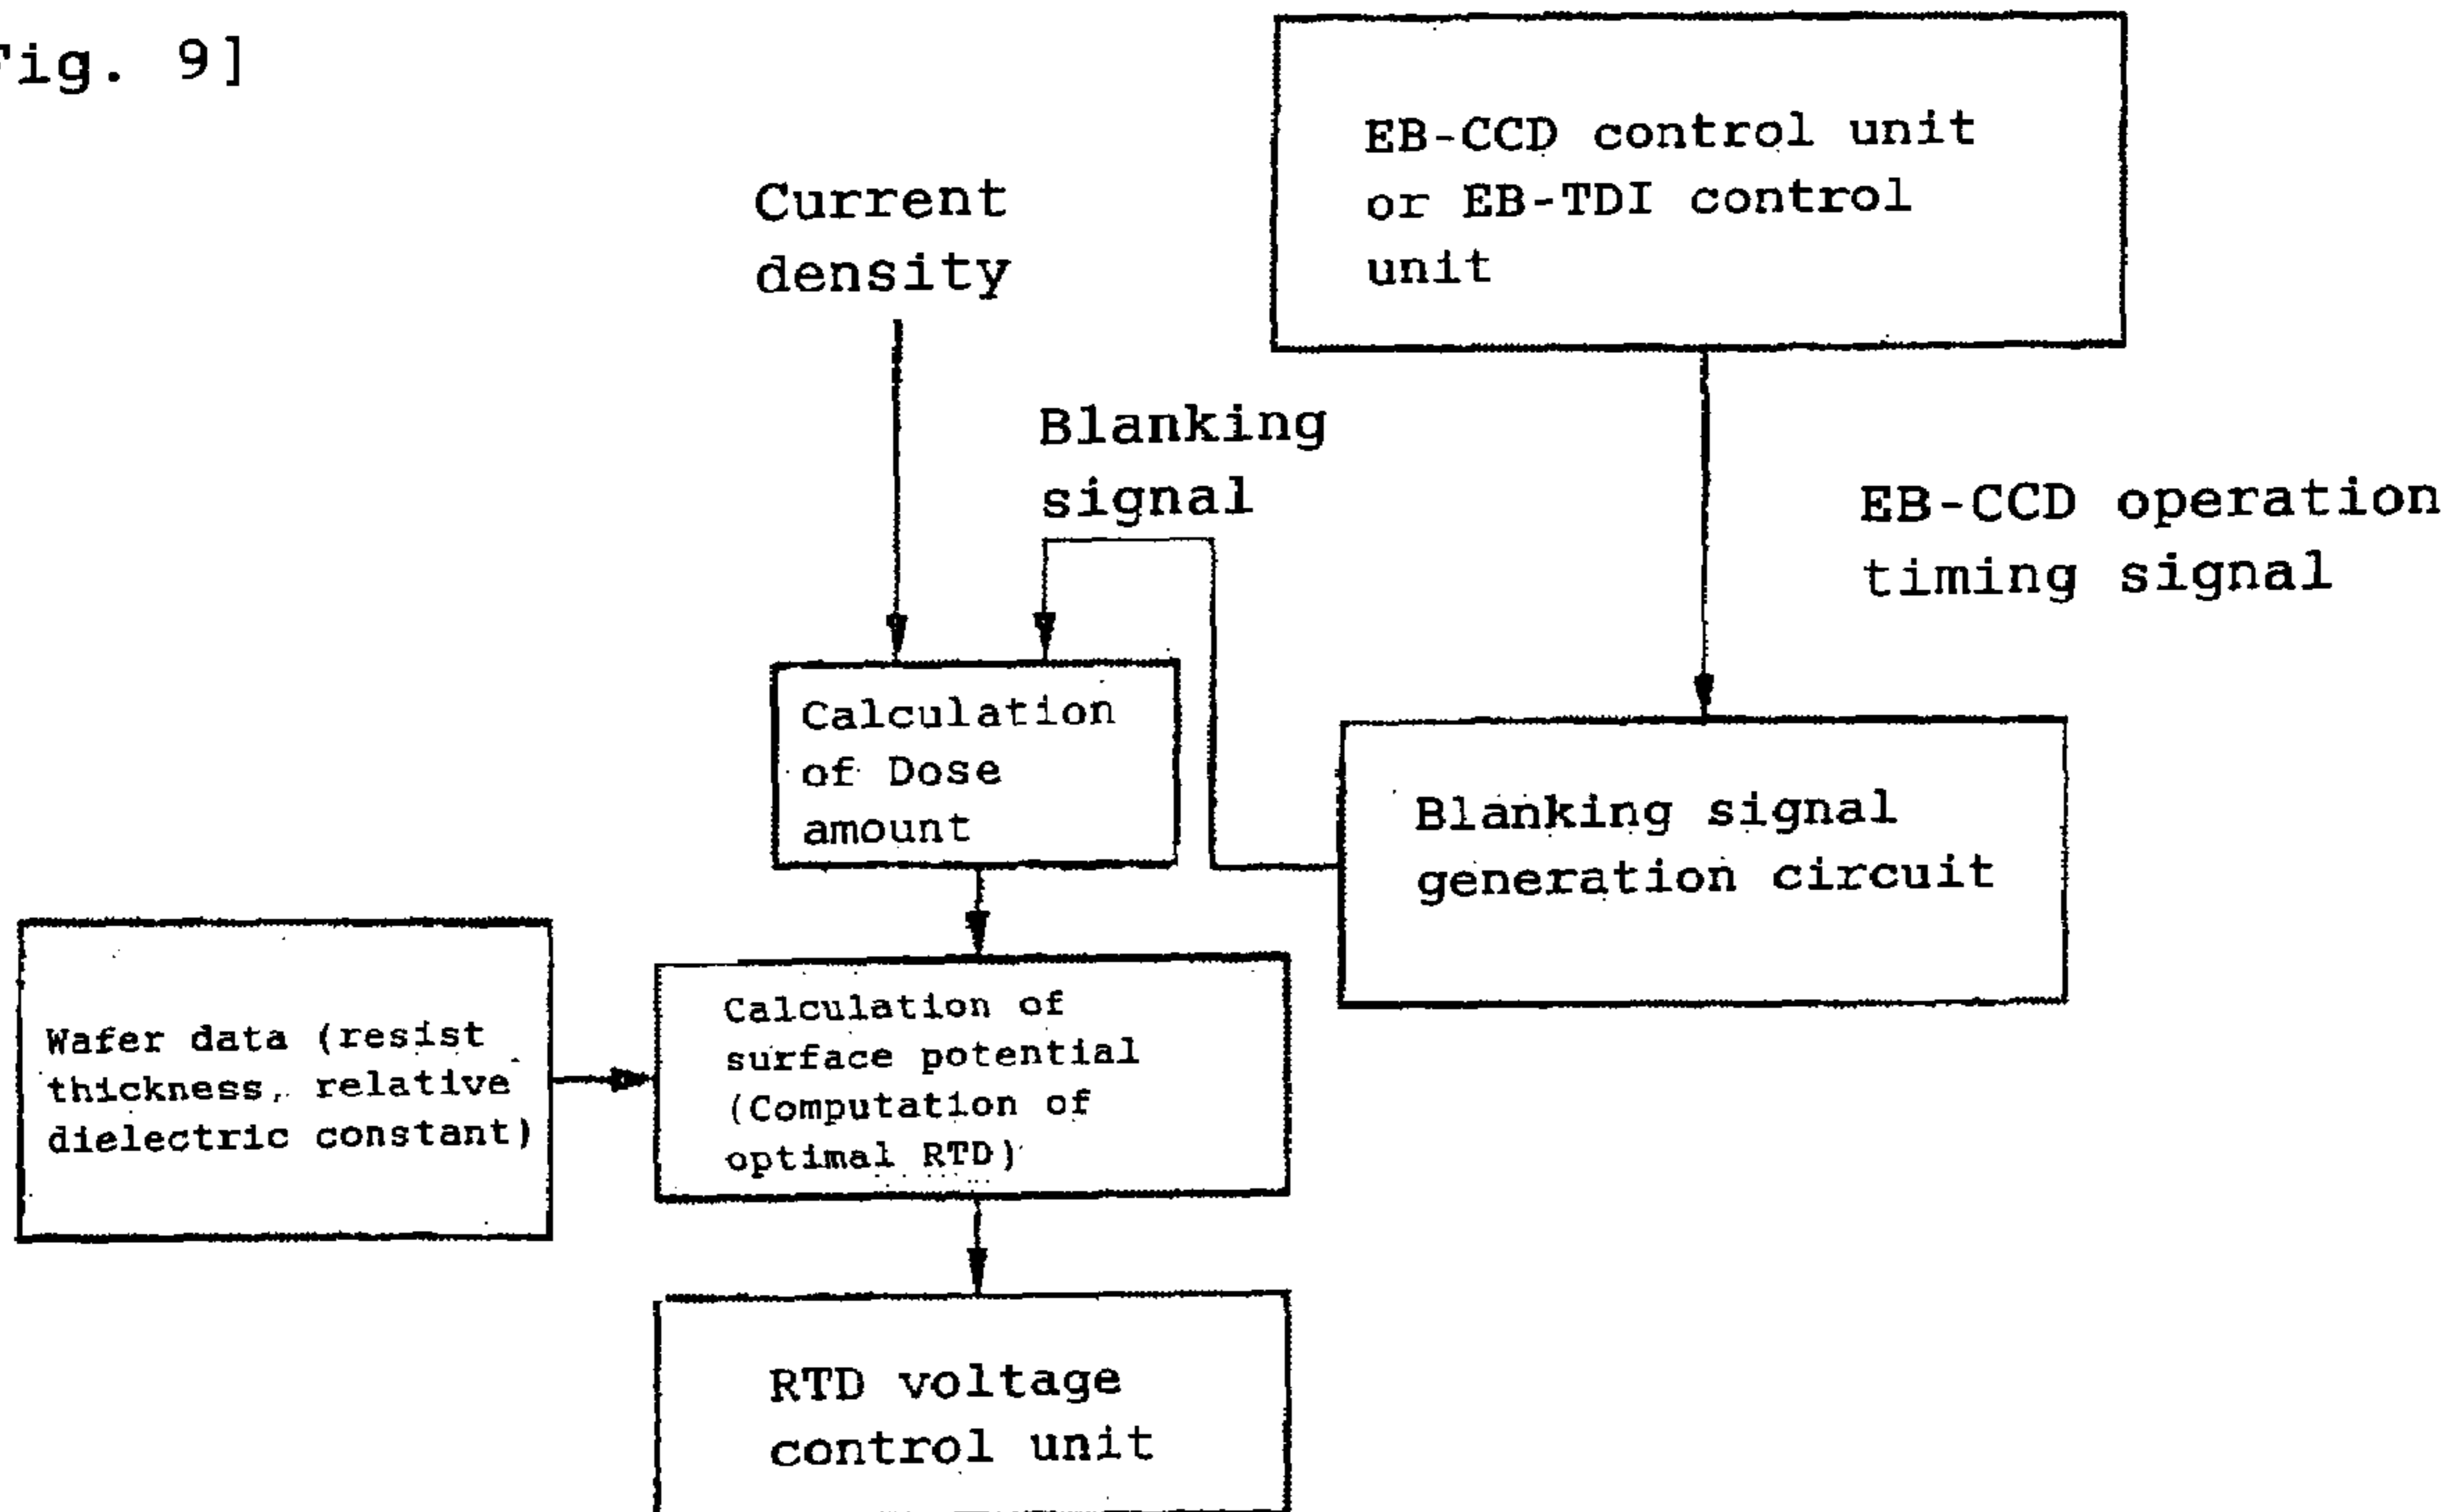 Fig. 9]
EB-CCD control unit
or EB-TDI control
unit
Current
density
Blanking
signal
EB-CCD operation
timing signal
Calculation
of Dose
amount
Blanking signal
generation circuit
Wafer data (resist
thickness, relative
dielectric constant)
Calculation of
surface potential
(Computation of
optimal RTD)
RTD voltage
control unit